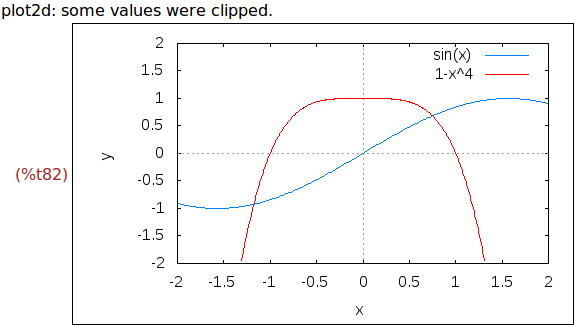 plot2d: some values were clipped.
(%t82)
y
2
1.5
1
0.5
0
-0.5
-1
-1.5
-2
sin(x)
1-x^4
-2 -1.5 -1 -0.5 0 0.5 1 1.5 2
x